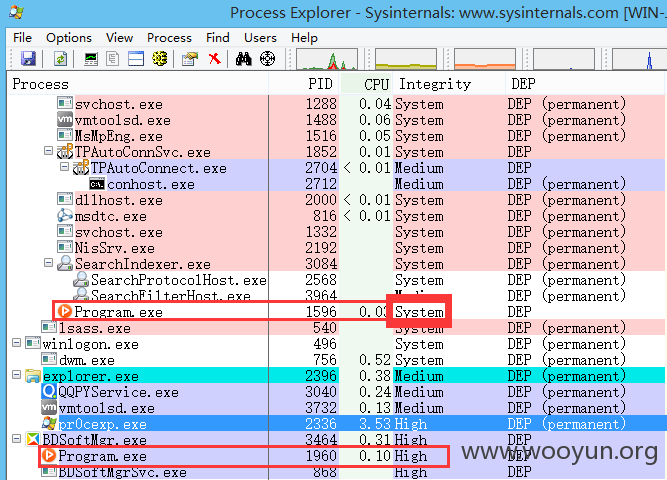 Process Explorer - Sysinternals: www.sysinternals.com [WIN-
File Options View Process Find Users Help
Process PID CPU Integrity DEP
svchost.exe 1288 0.04 System DEP (permanent)
vmtoolsd.exe 1488 0.06 System DEP (permanent)
MsMpEng.exe 1516 0.05 System DEP (permanent)
TPAutoConnSvc.exe 1852 0.01 System DEP
TPAutoConnect.exe 2704 < 0.01 Medium DEP
conhost.exe 2712 Medium DEP (permanent)
dllhost.exe 2000 < 0.01 System DEP (permanent)
msdtc.exe 816 < 0.01 System DEP (permanent)
svchost.exe 1332 System DEP (permanent)
NisSrv.exe 2192 System DEP (permanent)
SearchIndexer.exe 3084 System DEP (permanent)
SearchProtocolHost.exe 2568 System DEP (permanent)
SearchFilterHost.exe 3964 DEP (permanent)
Program.exe 1596 0.03 System DEP
lsass.exe 540 System DEP (permanent)
winlogon.exe 496 System DEP (permanent)
dwm.exe 756 0.52 System DEP (permanent)
explorer.exe 2396 0.38 Medium DEP (permanent)
QQPYService.exe 3040 0.24 Medium DEP (permanent)
vmtoolsd.exe 3732 0.13 Medium DEP (permanent)
pr0cexp.exe 2336 3.53 High DEP (permanent)
BDSoftMgr.exe 3464 0.31 High DEP
Program.exe 1960 0.10 High DEP
BDSoftMgrSvc.exe 868 High DEP
www.wooyun.org